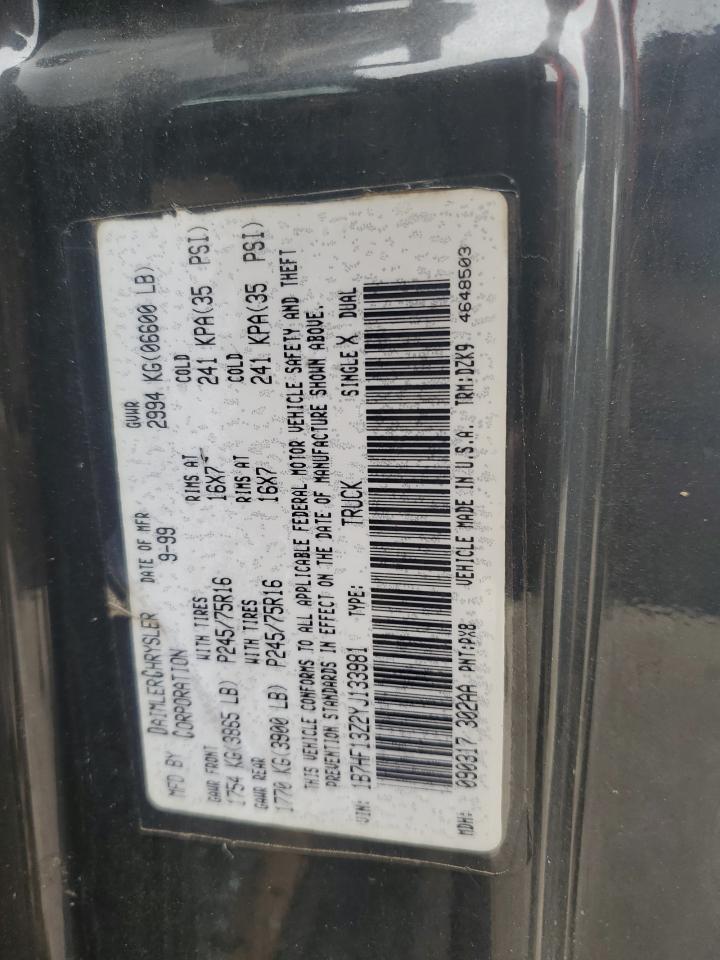 MFD BY DAIMLERCHRYSLER CORPORATION DATE OF MFR 9-99 GVWR 2994 KG(06600 LB)
GAWR FRONT WITH TIRES RIMS AT COLD
1754 KG(3865 LB) P245/75R16 16X7 241 KPA(35 PSI)
GAWR REAR WITH TIRES RIMS AT COLD
1770 KG(3900 LB) P245/75R16 16X7 241 KPA(35 PSI)
THIS VEHICLE CONFORMS TO ALL APPLICABLE FEDERAL MOTOR VEHICLE SAFETY AND THEFT
PREVENTION STANDARDS IN EFFECT ON THE DATE OF MANUFACTURE SHOWN ABOVE.
VIN: 1B7HF13Z2YJ133981 TYPE: TRUCK SINGLE X DUAL
MDH: 090317 302AA PNT:PX8 VEHICLE MADE IN U.S.A. TRM:DZK9 4648503